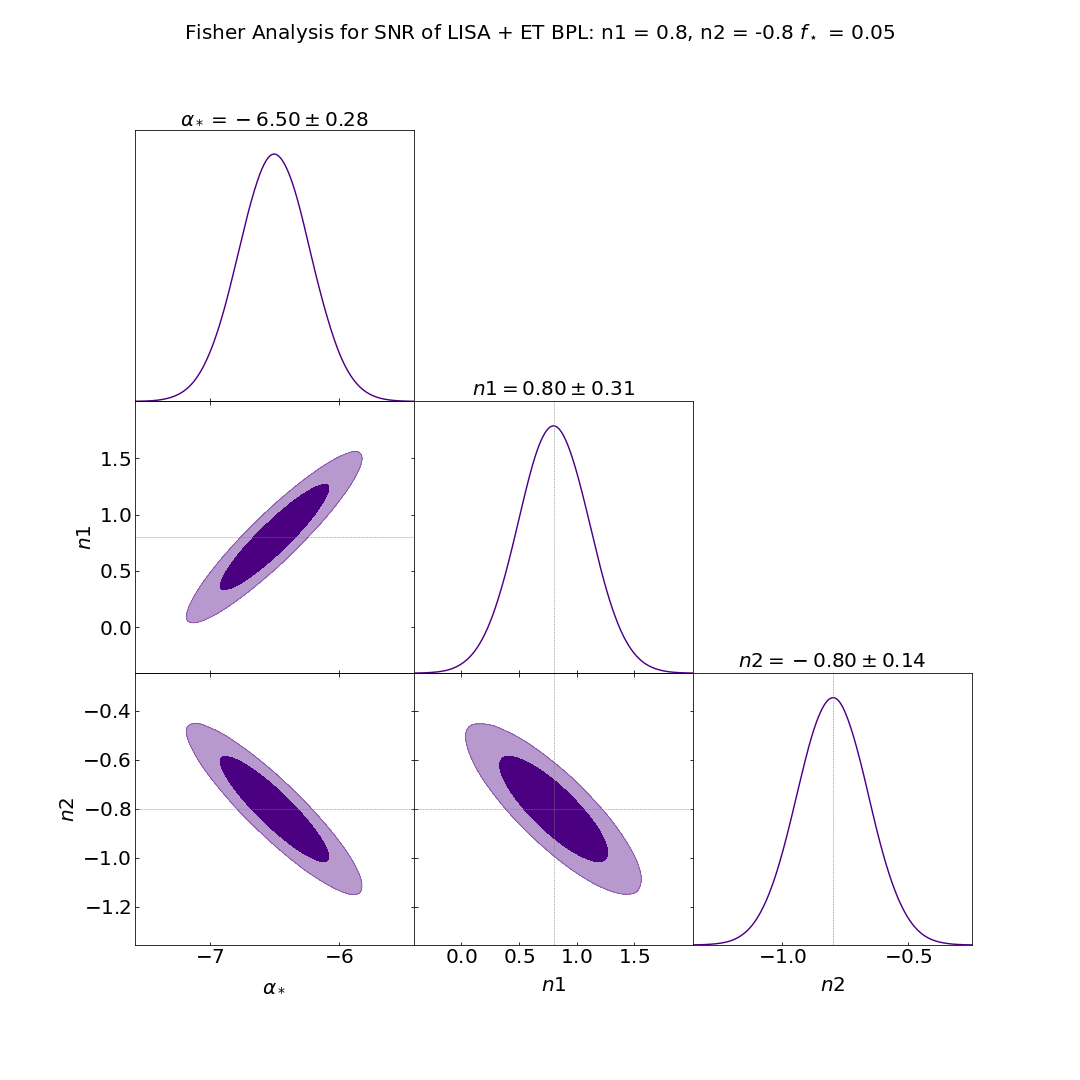 Fisher Analysis for SNR of LISA + ET BPL: n1 = 0.8, n2 = -0.8 f⋆ = 0.05
α* = −6.50 ± 0.28
n1 = 0.80 ± 0.31
1.5
1.0
0.5
0.0
n1
n2 = −0.80 ± 0.14
−0.4
−0.6
−0.8
−1.0
−1.2
n2
−7 −6
0.0 0.5 1.0 1.5
−1.0 −0.5
α*
n1
n2